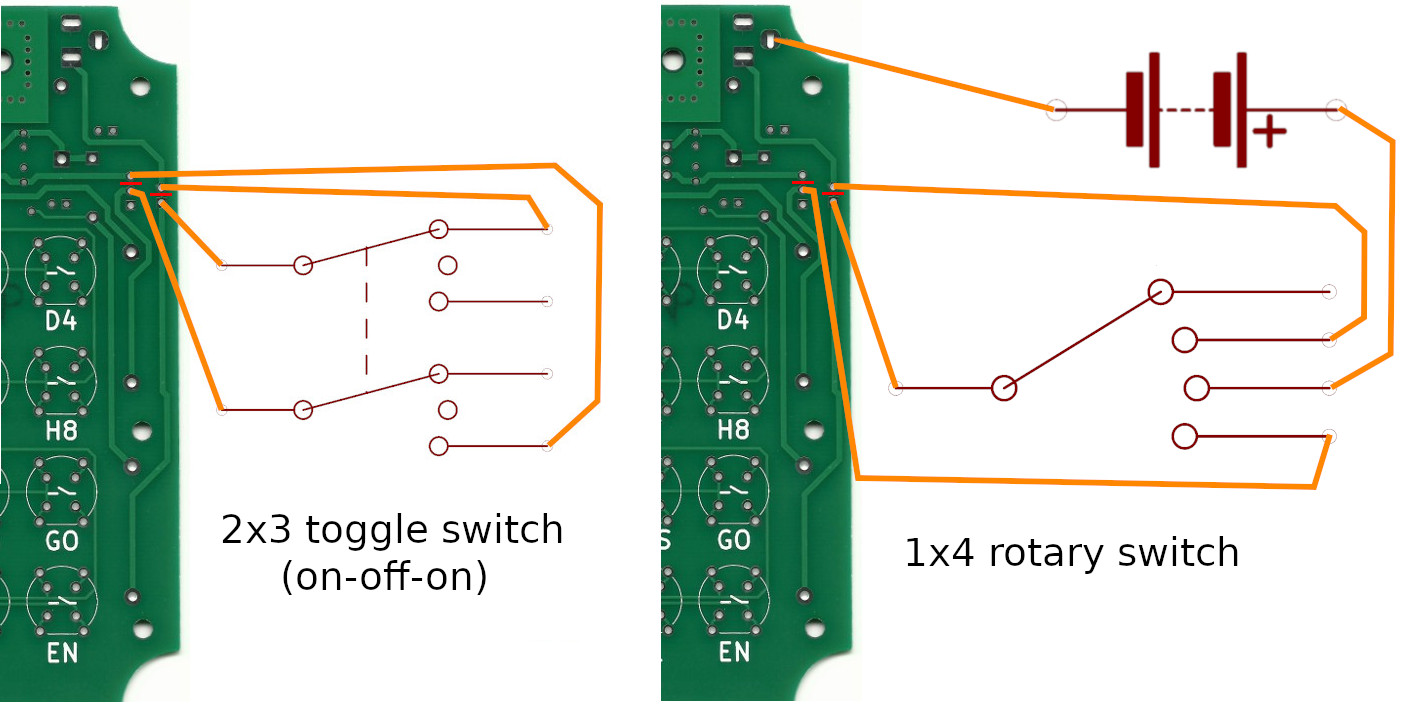 D4
H8
GO
EN
2x3 toggle switch
(on-off-on)
D4
H8
S GO
EN
1x4 rotary switch